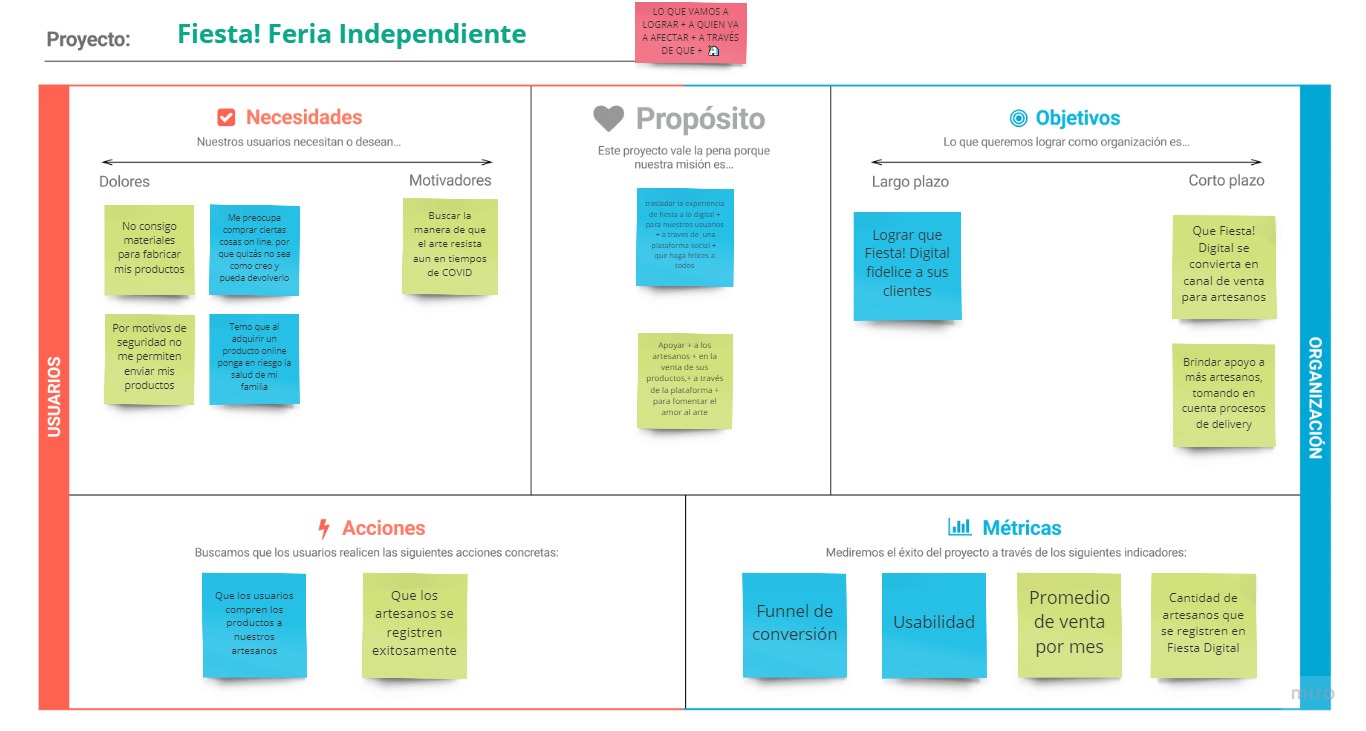 Proyecto: Fiesta! Feria Independiente
LO QUE VAMOS A
LOGRAR + A QUIEN VA
A AFECTAR + A TRAVÉS
DE QUE +
USUARIOS
Necesidades
Nuestros usuarios necesitan o desean...
Dolores
Motivadores
No consigo
materiales
para fabricar
mis productos
Me preocupa
comprar ciertas
cosas on line, por
que quizás no sea
como creo y
pueda devolverlo
Buscar la
manera de que
el arte resista
aun en tiempos
de COVID
Por motivos de
seguridad no
me permiten
enviar mis
productos
Temo que al
adquirir un
producto online
ponga en riesgo la
salud de mi
familia
Propósito
Este proyecto vale la pena porque
nuestra misión es...
trasladar la experiencia
de fiesta a lo digital +
para nuestros usuarios
+ a traves de una
plataforma social +
que haga felices a
todos
Apoyar + a los
artesanos + en la
venta de sus
productos,+ a través
de la plataforma +
para fomentar el
amor al arte
Objetivos
Lo que queremos lograr como organización es...
Largo plazo
Corto plazo
Lograr que
Fiesta! Digital
fidelice a sus
clientes
Que Fiesta!
Digital se
convierta en
canal de venta
para artesanos
Brindar apoyo a
más artesanos,
tomando en
cuenta procesos
de delivery
ORGANIZACIÓN
Acciones
Buscamos que los usuarios realicen las siguientes acciones concretas:
Que los usuarios
compren los
productos a
nuestros
artesanos
Que los
artesanos se
registren
exitosamente
Métricas
Mediremos el éxito del proyecto a través de los siguientes indicadores:
Funnel de
conversión
Usabilidad
Promedio
de venta
por mes
Cantidad de
artesanos que
se registren en
Fiesta Digital
miro